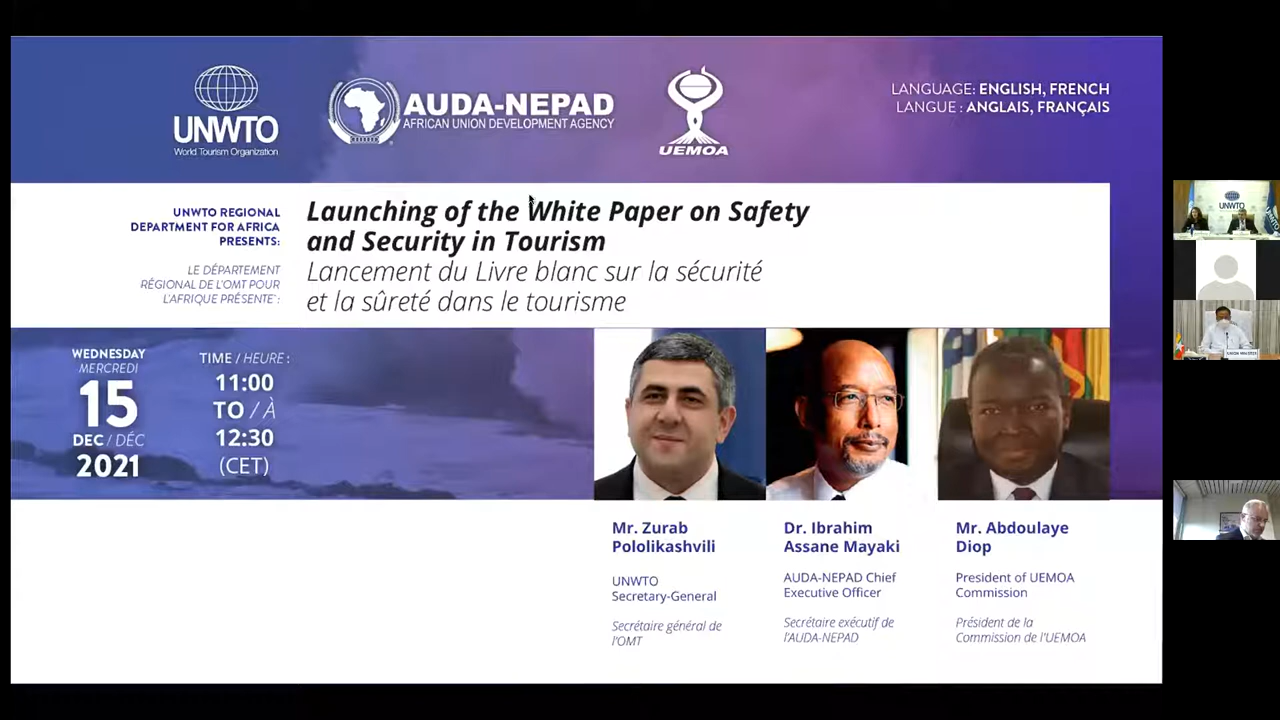 UNWTO
World Tourism Organization
AUDA-NEPAD
AFRICAN UNION DEVELOPMENT AGENCY
UEMOA
LANGUAGE: ENGLISH, FRENCH
LANGUE : ANGLAIS, FRANÇAIS
UNWTO REGIONAL
DEPARTMENT FOR AFRICA
PRESENTS:
LE DÉPARTEMENT
RÉGIONAL DE L'OMT POUR
L'AFRIQUE PRÉSENTE :
Launching of the White Paper on Safety
and Security in Tourism
Lancement du Livre blanc sur la sécurité
et la sûreté dans le tourisme
WEDNESDAY
MERCREDI
15
DEC / DÉC
2021
TIME / HEURE :
11:00
TO / À
12:30
(CET)
Mr. Zurab
Pololikashvili
UNWTO
Secretary-General
Secrétaire général de
l'OMT
Dr. Ibrahim
Assane Mayaki
AUDA-NEPAD Chief
Executive Officer
Secrétaire exécutif de
l'AUDA-NEPAD
Mr. Abdoulaye
Diop
President of UEMOA
Commission
Président de la
Commission de l'UEMOA
UNWTO